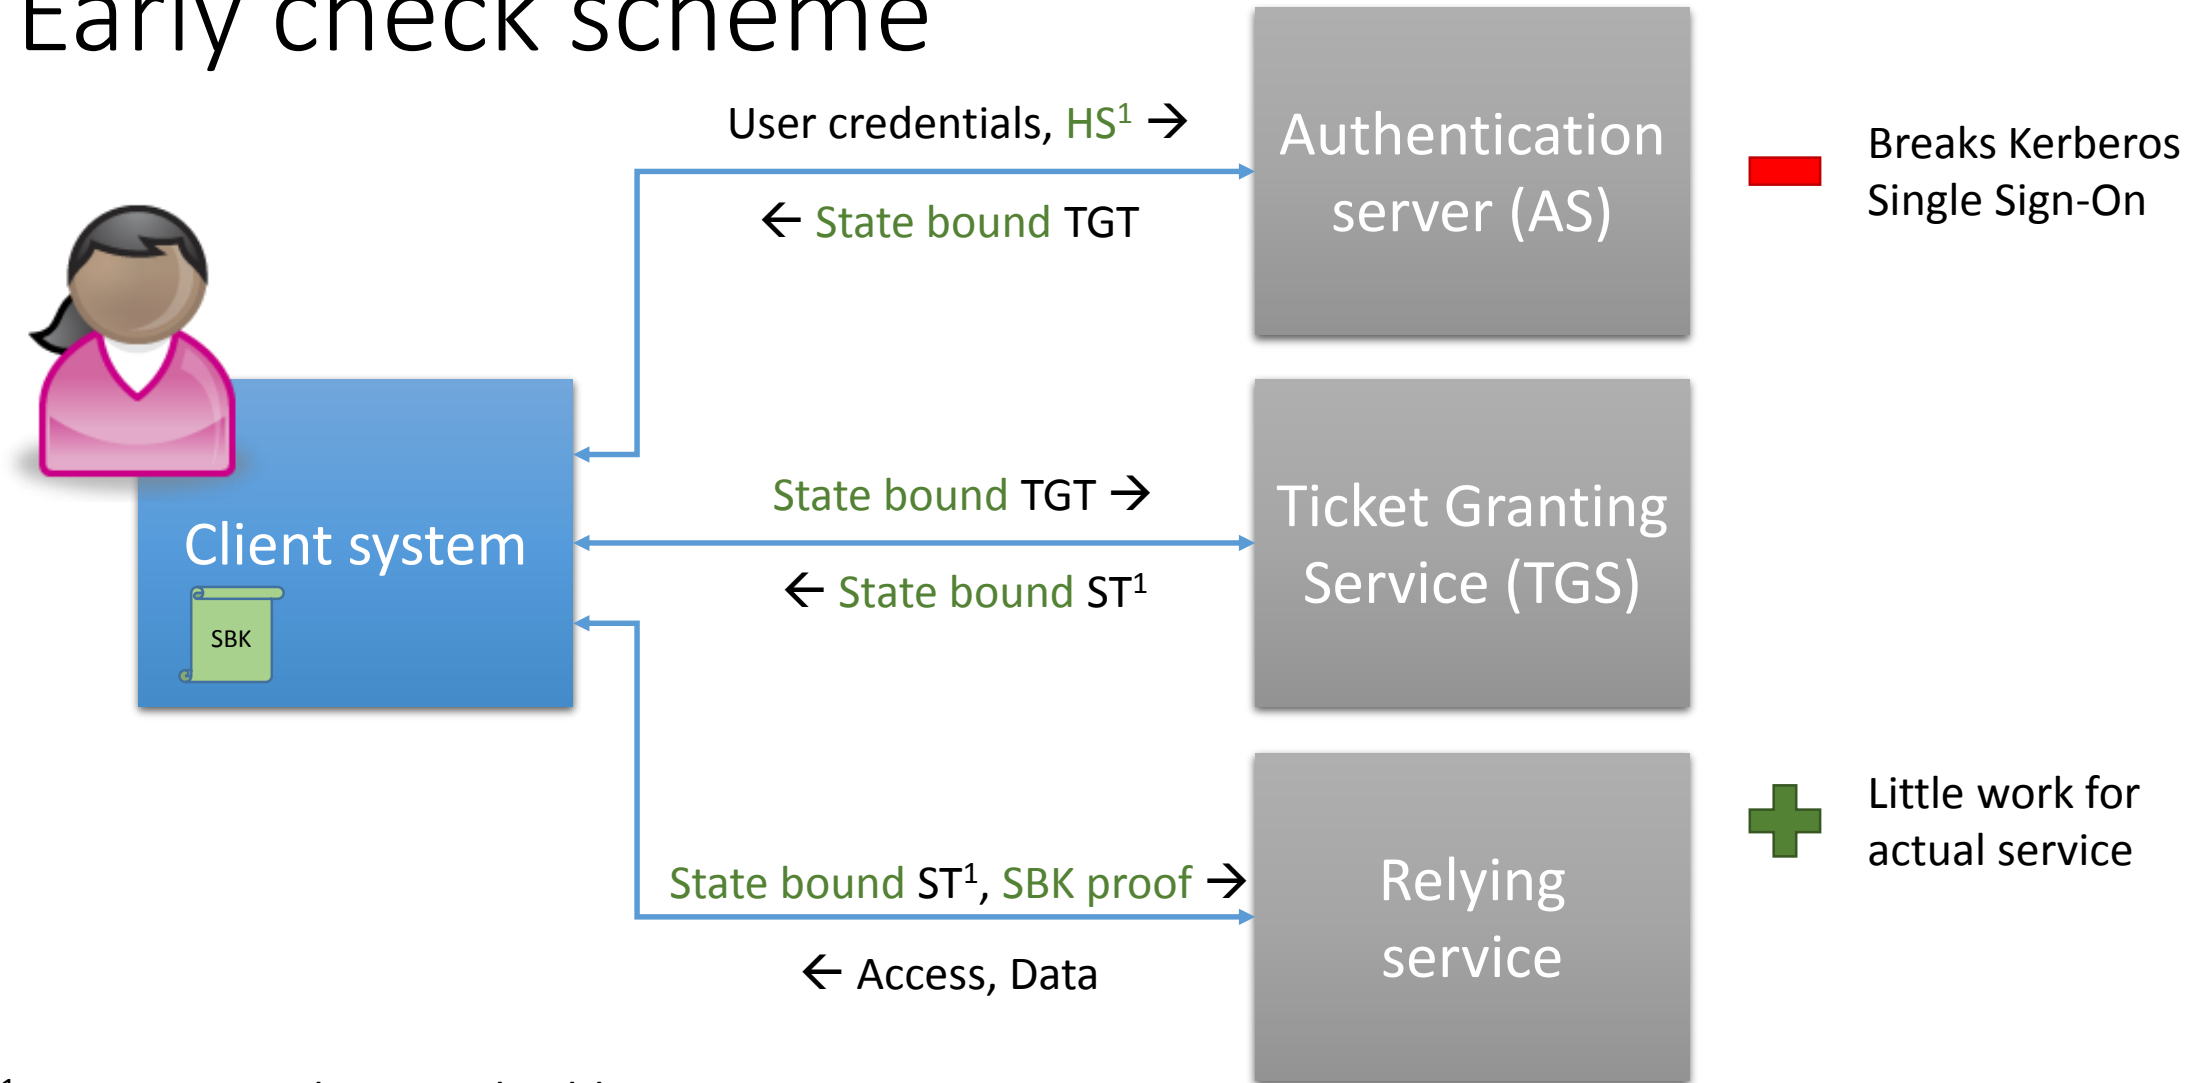 Early check scheme
User credentials, HS¹ →
← State bound TGT
Authentication
server (AS)
Breaks Kerberos
Single Sign-On
Client system
SBK
State bound TGT →
← State bound ST¹
Ticket Granting
Service (TGS)
State bound ST¹, SBK proof →
← Access, Data
Relying
service
Little work for
actual service
1